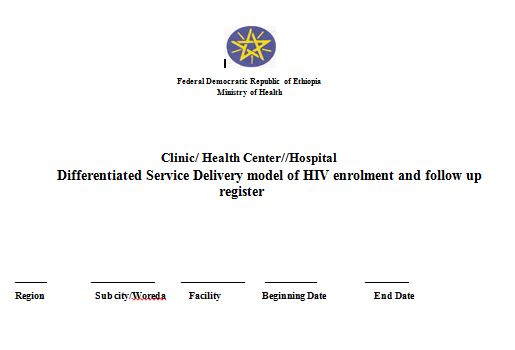 Federal Democratic Republic of Ethiopia
Ministry of Health
Clinic/ Health Center//Hospital
Differentiated Service Delivery model of HIV enrolment and follow up
register
Region Sub city/Woreda Facility Beginning Date End Date